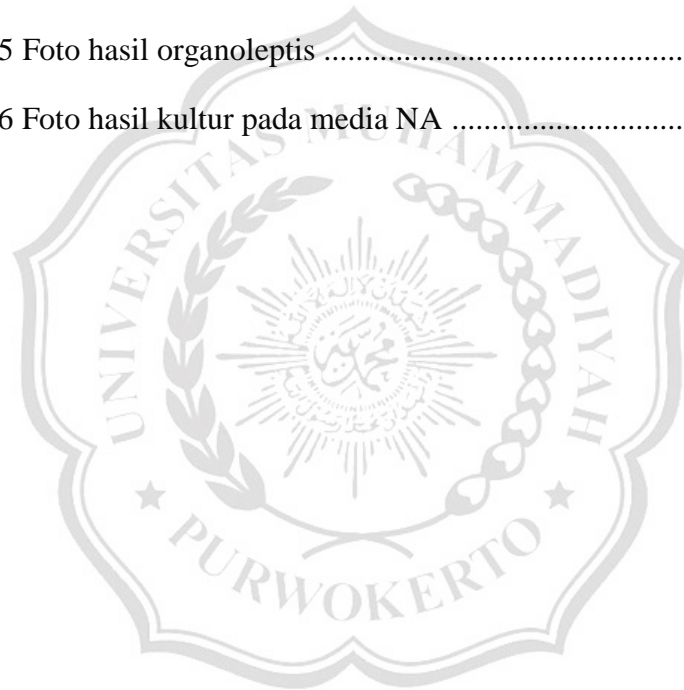 5 Foto hasil organoleptis .............................................
6 Foto hasil kultur pada media NA .............................
UNIVERSITAS MUHAMMADIYAH
PURWOKERTO